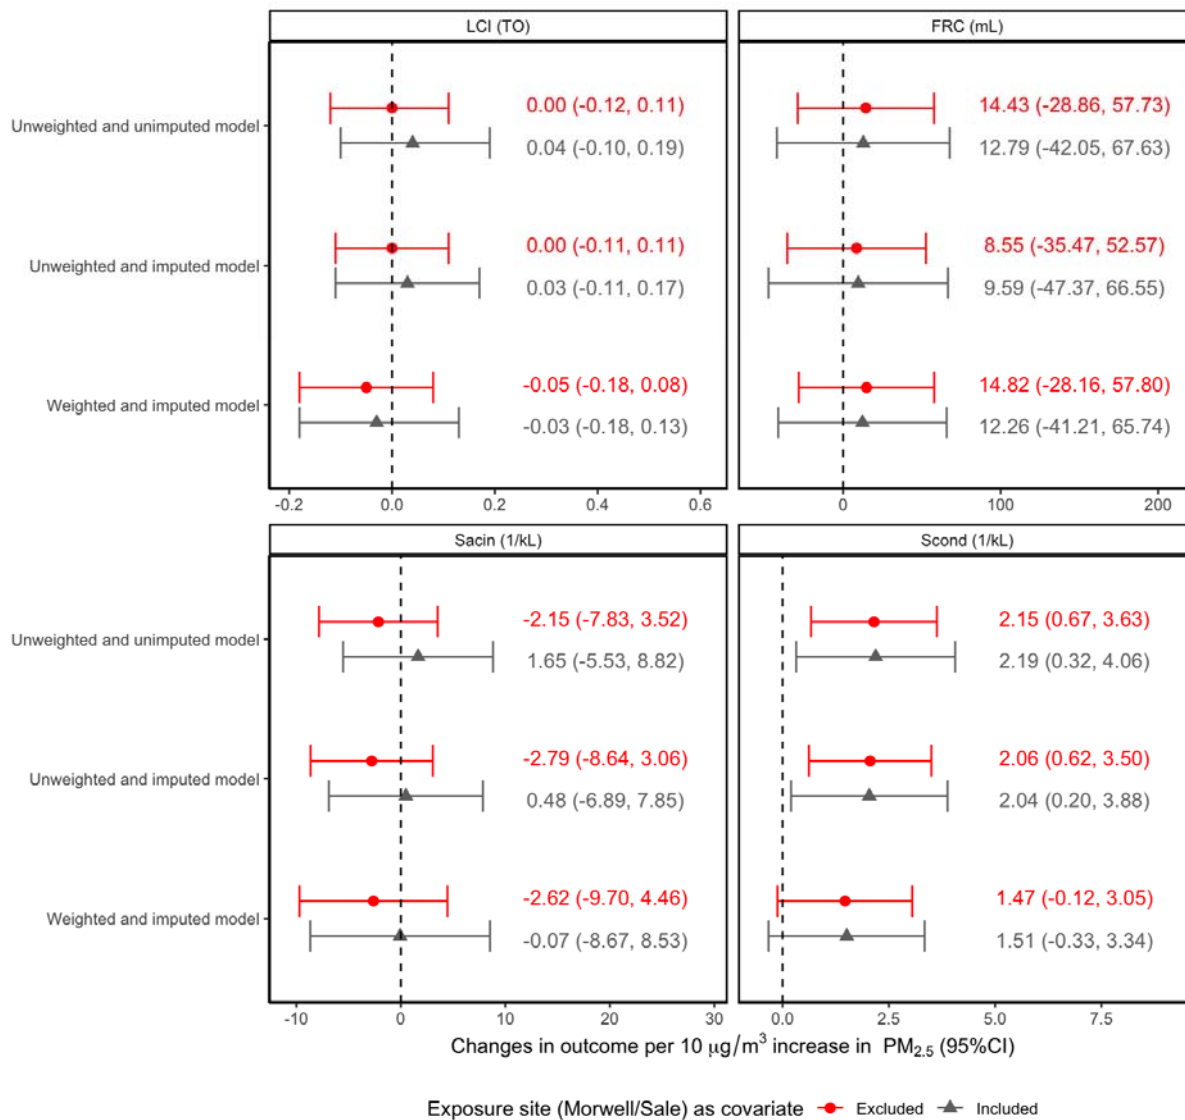 LCI (TO)
Unweighted and unimputed model
0.00 (-0.12, 0.11)
0.04 (-0.10, 0.19)
Unweighted and imputed model
0.00 (-0.11, 0.11)
0.03 (-0.11, 0.17)
Weighted and imputed model
-0.05 (-0.18, 0.08)
-0.03 (-0.18, 0.13)
-0.2 0.0 0.2 0.4 0.6
FRC (mL)
14.43 (-28.86, 57.73)
12.79 (-42.05, 67.63)
8.55 (-35.47, 52.57)
9.59 (-47.37, 66.55)
14.82 (-28.16, 57.80)
12.26 (-41.21, 65.74)
0 100 200
Sacin (1/kL)
Unweighted and unimputed model
-2.15 (-7.83, 3.52)
1.65 (-5.53, 8.82)
Unweighted and imputed model
-2.79 (-8.64, 3.06)
0.48 (-6.89, 7.85)
Weighted and imputed model
-2.62 (-9.70, 4.46)
-0.07 (-8.67, 8.53)
-10 0 10 20 30
Scond (1/kL)
2.15 (0.67, 3.63)
2.19 (0.32, 4.06)
2.06 (0.62, 3.50)
2.04 (0.20, 3.88)
1.47 (-0.12, 3.05)
1.51 (-0.33, 3.34)
0.0 2.5 5.0 7.5
Changes in outcome per 10 μg/m³ increase in PM₂.₅ (95%CI)
Exposure site (Morwell/Sale) as covariate Excluded Included